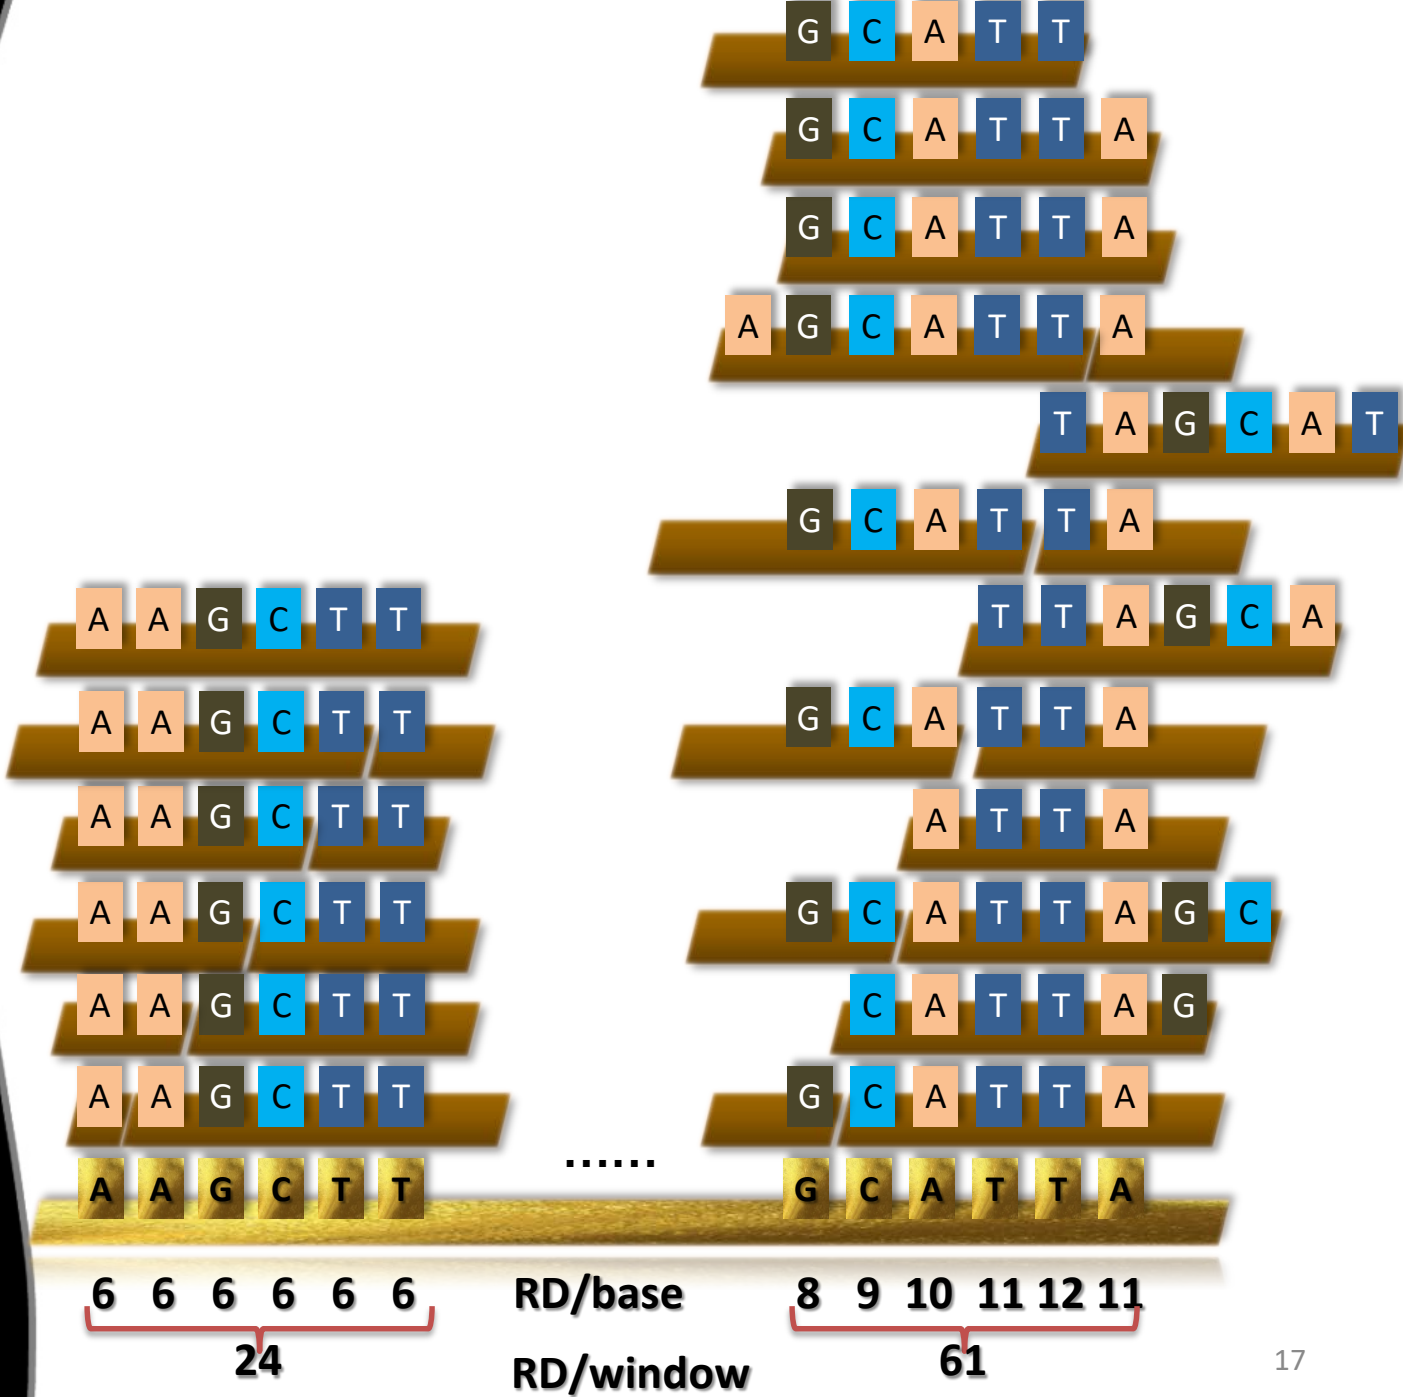 G C A T T
G C A T T A
G C A T T A
A G C A T T A
T A G C A T
G C A T T A
A A G C T T
T T A G C A
A A G C T T
G C A T T A
A A G C T T
A T T A
A A G C T T
G C A T T A G C
A A G C T T
C A T T A G
A A G C T T
G C A T T A
......
A A G C T T
G C A T T A
6 6 6 6 6 6 RD/base 8 9 10 11 12 11
24 RD/window 61
17